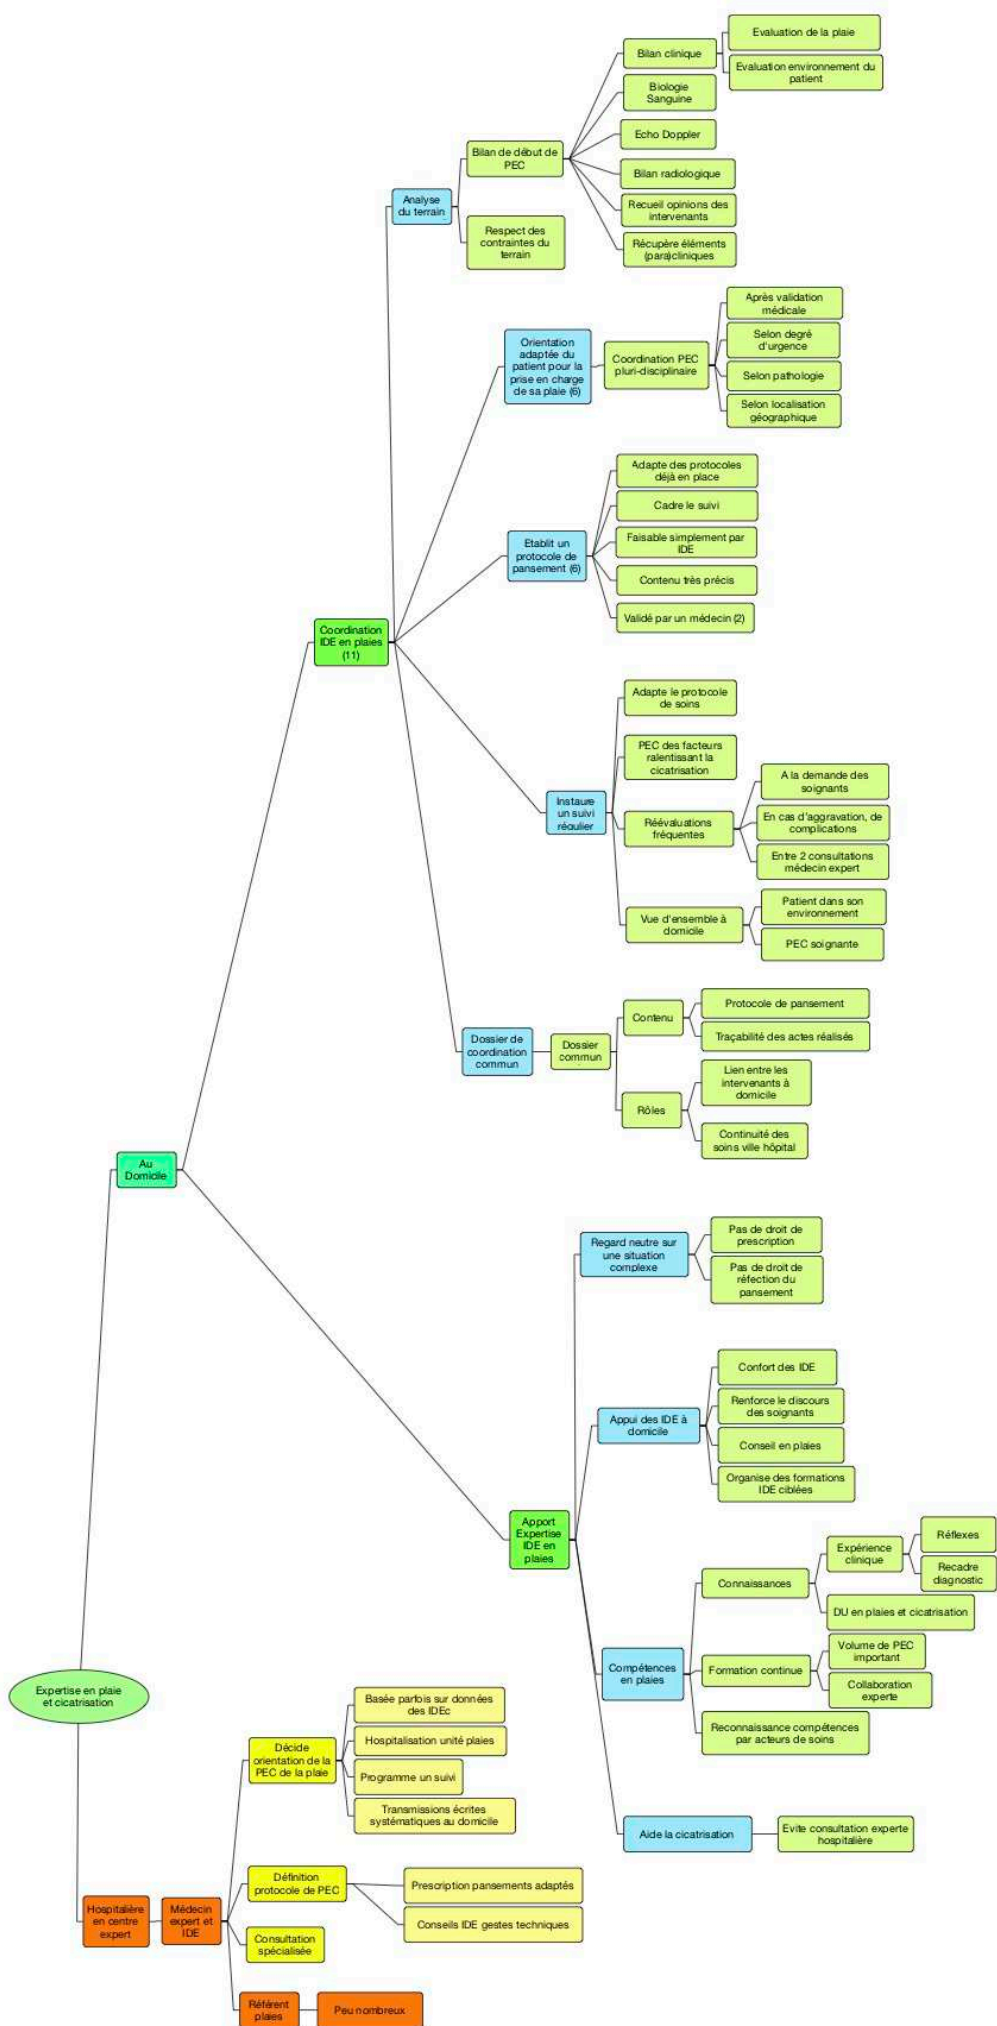 Evaluation de la plaie
Bilan clinique
Evaluation environnement du
patient
Biologie
Sanguine
Echo Doppler
Bilan de début de
PEC
Bilan radiologique
Analyse
du terrain
Recueil opinions des
intervenants
Respect des
contraintes du
terrain
Récupère éléments
(para)cliniques
Après validation
médicale
Orientation
adaptée du
patient pour la
prise en charge
de sa plaie (6)
Coordination PEC
pluri-disciplinaire
Selon degré
d'urgence
Selon pathologie
Selon localisation
géographique
Adapte des protocoles
déjà en place
Cadre le suivi
Etablit un
protocole de
pansement (6)
Faisable simplement par
IDE
Contenu très précis
Validé par un médecin (2)
Coordination
IDE en plaies
(11)
Adapte le protocole
de soins
PEC des facteurs
ralentissant la
cicatrisation
Instaure
un suivi
régulier
Réévaluations
fréquentes
A la demande des
soignants
En cas d'aggravation, de
complications
Entre 2 consultations
médecin expert
Vue d'ensemble à
domicile
Patient dans son
environnement
PEC soignante
Dossier de
coordination
commun
Dossier
commun
Contenu
Protocole de pansement
Traçabilité des actes réalisés
Rôles
Lien entre les
intervenants à
domicile
Continuité des
soins ville hôpital
Au
Domicile
Regard neutre sur
une situation
complexe
Pas de droit de
prescription
Pas de droit de
réfection du
pansement
Appui des IDE à
domicile
Confort des IDE
Renforce le discours
des soignants
Conseil en plaies
Organise des formations
IDE ciblées
Apport
Expertise
IDE en
plaies
Compétences
en plaies
Connaissances
Expérience
clinique
Réflexes
Recadre
diagnostic
DU en plaies et cicatrisation
Formation continue
Volume de PEC
important
Collaboration
experte
Reconnaissance compétences
par acteurs de soins
Aide la cicatrisation
Evite consultation experte
hospitalière
Expertise en plaie
et cicatrisation
Décide
orientation de la
PEC de la plaie
Basée parfois sur données
des IDEc
Hospitalisation unité plaies
Programme un suivi
Transmissions écrites
systématiques au domicile
Définition
protocole de PEC
Prescription pansements adaptés
Conseils IDE gestes techniques
Hospitalière
en centre
expert
Médecin
expert et
IDE
Consultation
spécialisée
Référent
plaies
Peu nombreux